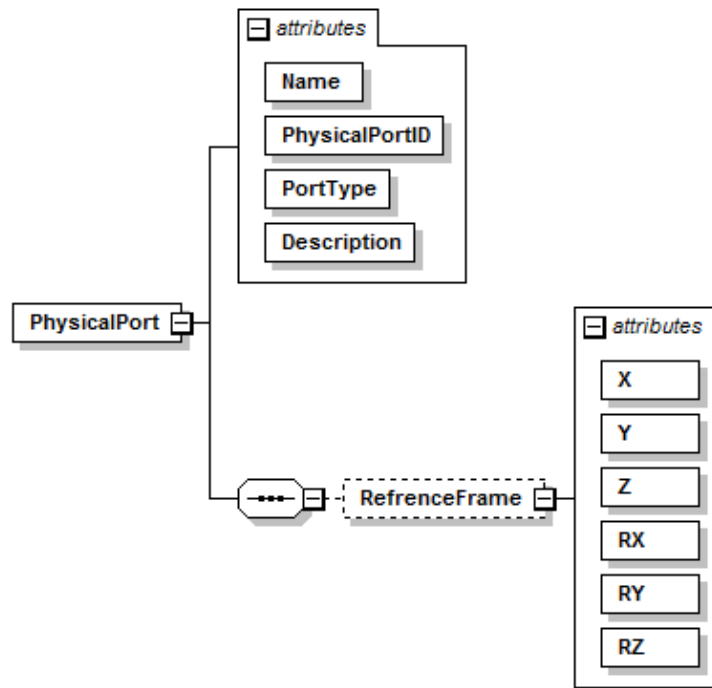 attributes
Name
PhysicalPortID
PortType
Description
PhysicalPort
RefrenceFrame
attributes
X
Y
Z
RX
RY
RZ